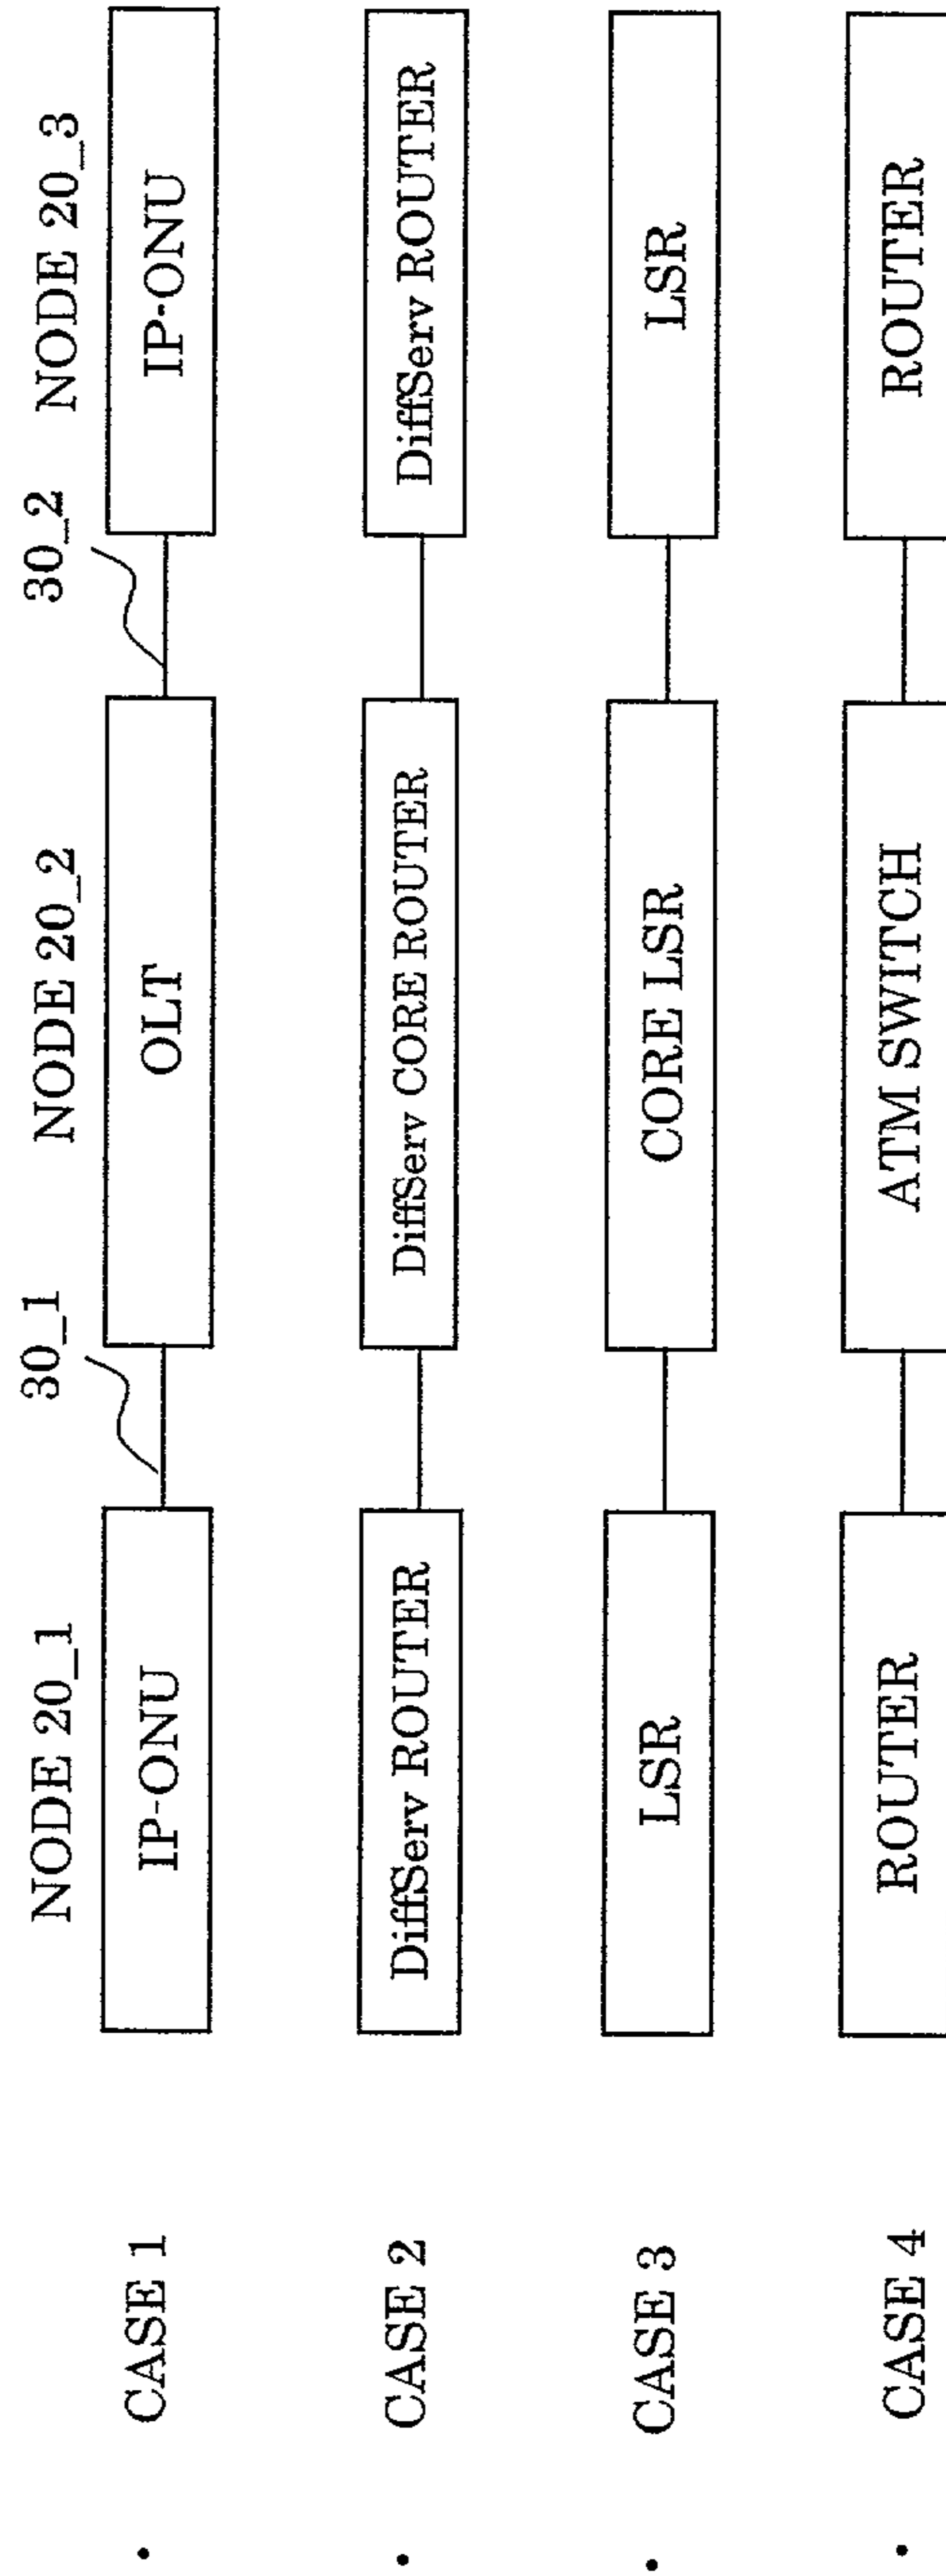 NODE 20_1 30_1 NODE 20_2 30_2 NODE 20_3
• CASE 1 IP-ONU OLT IP-ONU
• CASE 2 DiffServ ROUTER DiffServ CORE ROUTER DiffServ ROUTER
• CASE 3 LSR CORE LSR LSR
• CASE 4 ROUTER ATM SWITCH ROUTER